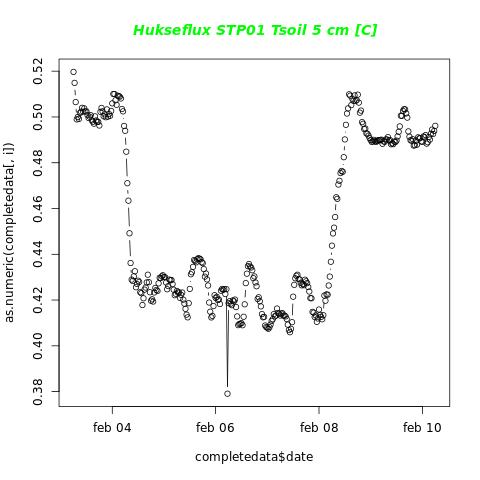 Hukseflux STP01 Tsoil 5 cm [C]
as.numeric(completedata[, i])
0.52
0.50
0.48
0.46
0.44
0.42
0.40
0.38
feb 04 feb 06 feb 08 feb 10
completedata$date